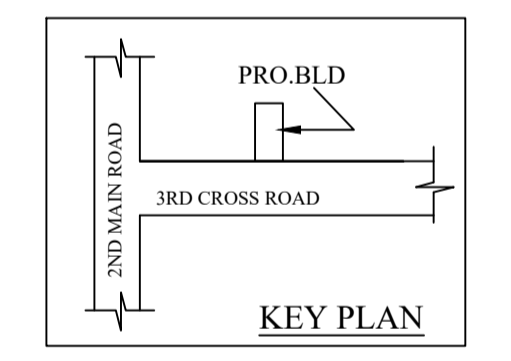 PRO.BLD
2ND MAIN ROAD
3RD CROSS ROAD
KEY PLAN